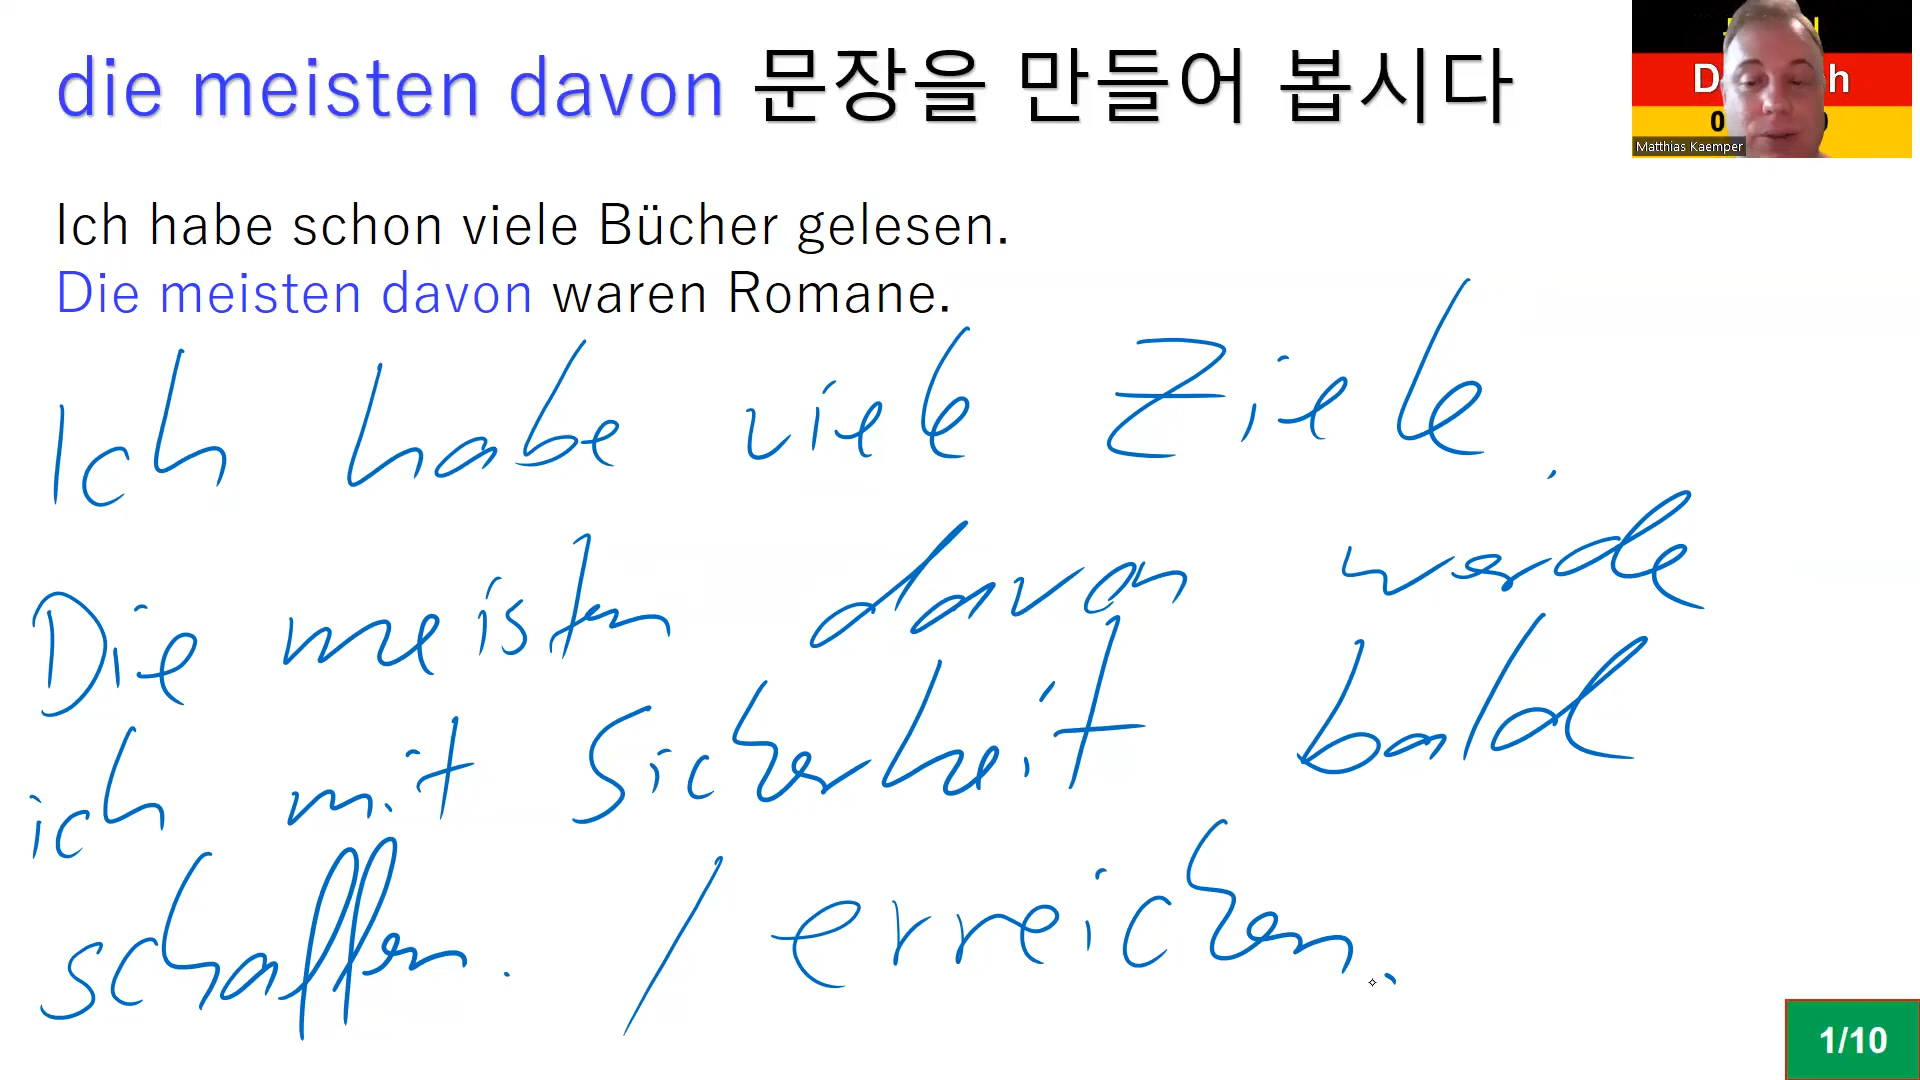 die meisten davon 문장을 만들어 봅시다
Matthias Kaemper
Ich habe schon viele Bücher gelesen.
Die meisten davon waren Romane.
Ich habe viele Ziele.
Die meisten davon werde
ich mit Sicherheit bald
schaffen. / erreichen.
1/10